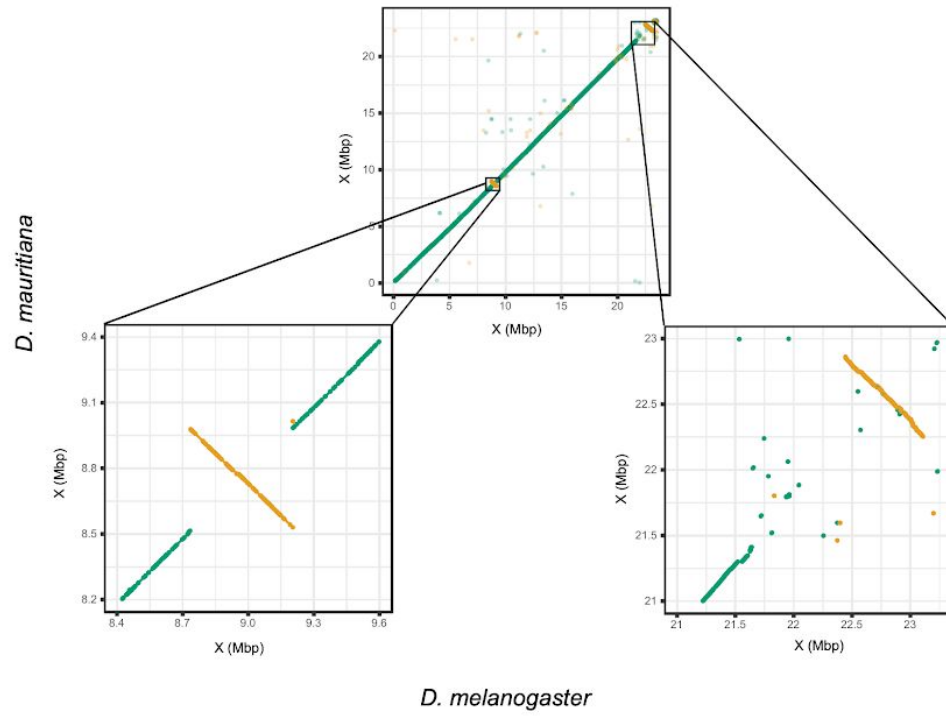 20
15
10
5
0
X (Mbp)
0 5 10 15 20
X (Mbp)
D. mauritiana
9.4
9.1
8.8
8.5
8.2
X (Mbp)
8.4 8.7 9.0 9.3 9.6
X (Mbp)
23
22.5
22
21.5
21
X (Mbp)
21 21.5 22 22.5 23
X (Mbp)
D. melanogaster